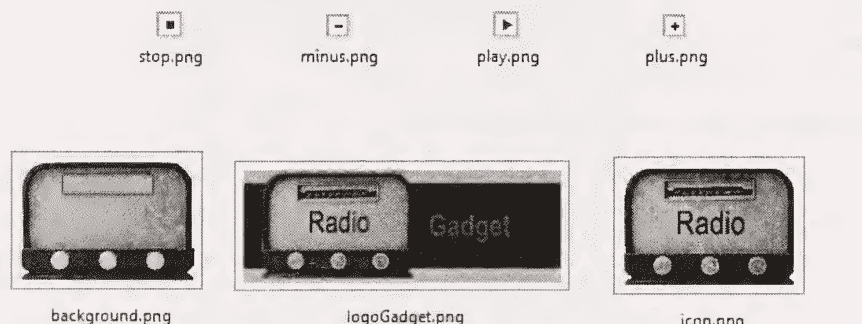 stop.png
minus.png
play.png
plus.png
Radio
Gadget
Radio
background.png
logoGadget.png
icon.png